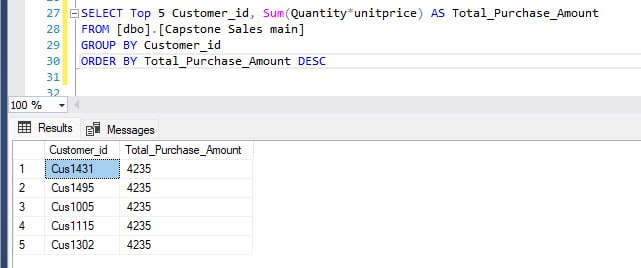 27 SELECT Top 5 Customer_id, Sum(Quantity*unitprice) AS Total_Purchase_Amount
28 FROM [dbo].[Capstone Sales main]
29 GROUP BY Customer_id
30 ORDER BY Total_Purchase_Amount DESC
31
32
100 %
Results Messages
Customer_id Total_Purchase_Amount
1 Cus1431 4235
2 Cus1495 4235
3 Cus1005 4235
4 Cus1115 4235
5 Cus1302 4235